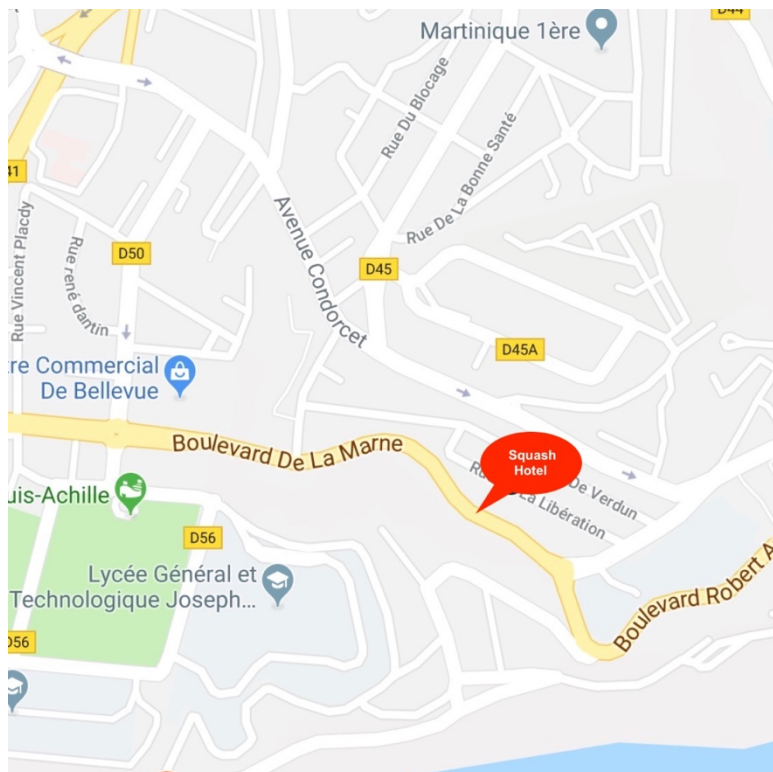 D44
Martinique 1ère
Rue Du Blocage
Rue De La Bonne Santé
41
Rue Vincent Placdy
Rue rené dantin
D50
Avenue Condorcet
D45
D45A
re Commercial
De Bellevue
Boulevard De La Marne
Squash
Hotel
De Verdun
La Libération
uis-Achille
D56
Lycée Général et
Technologique Joseph...
Boulevard Robert A
D56